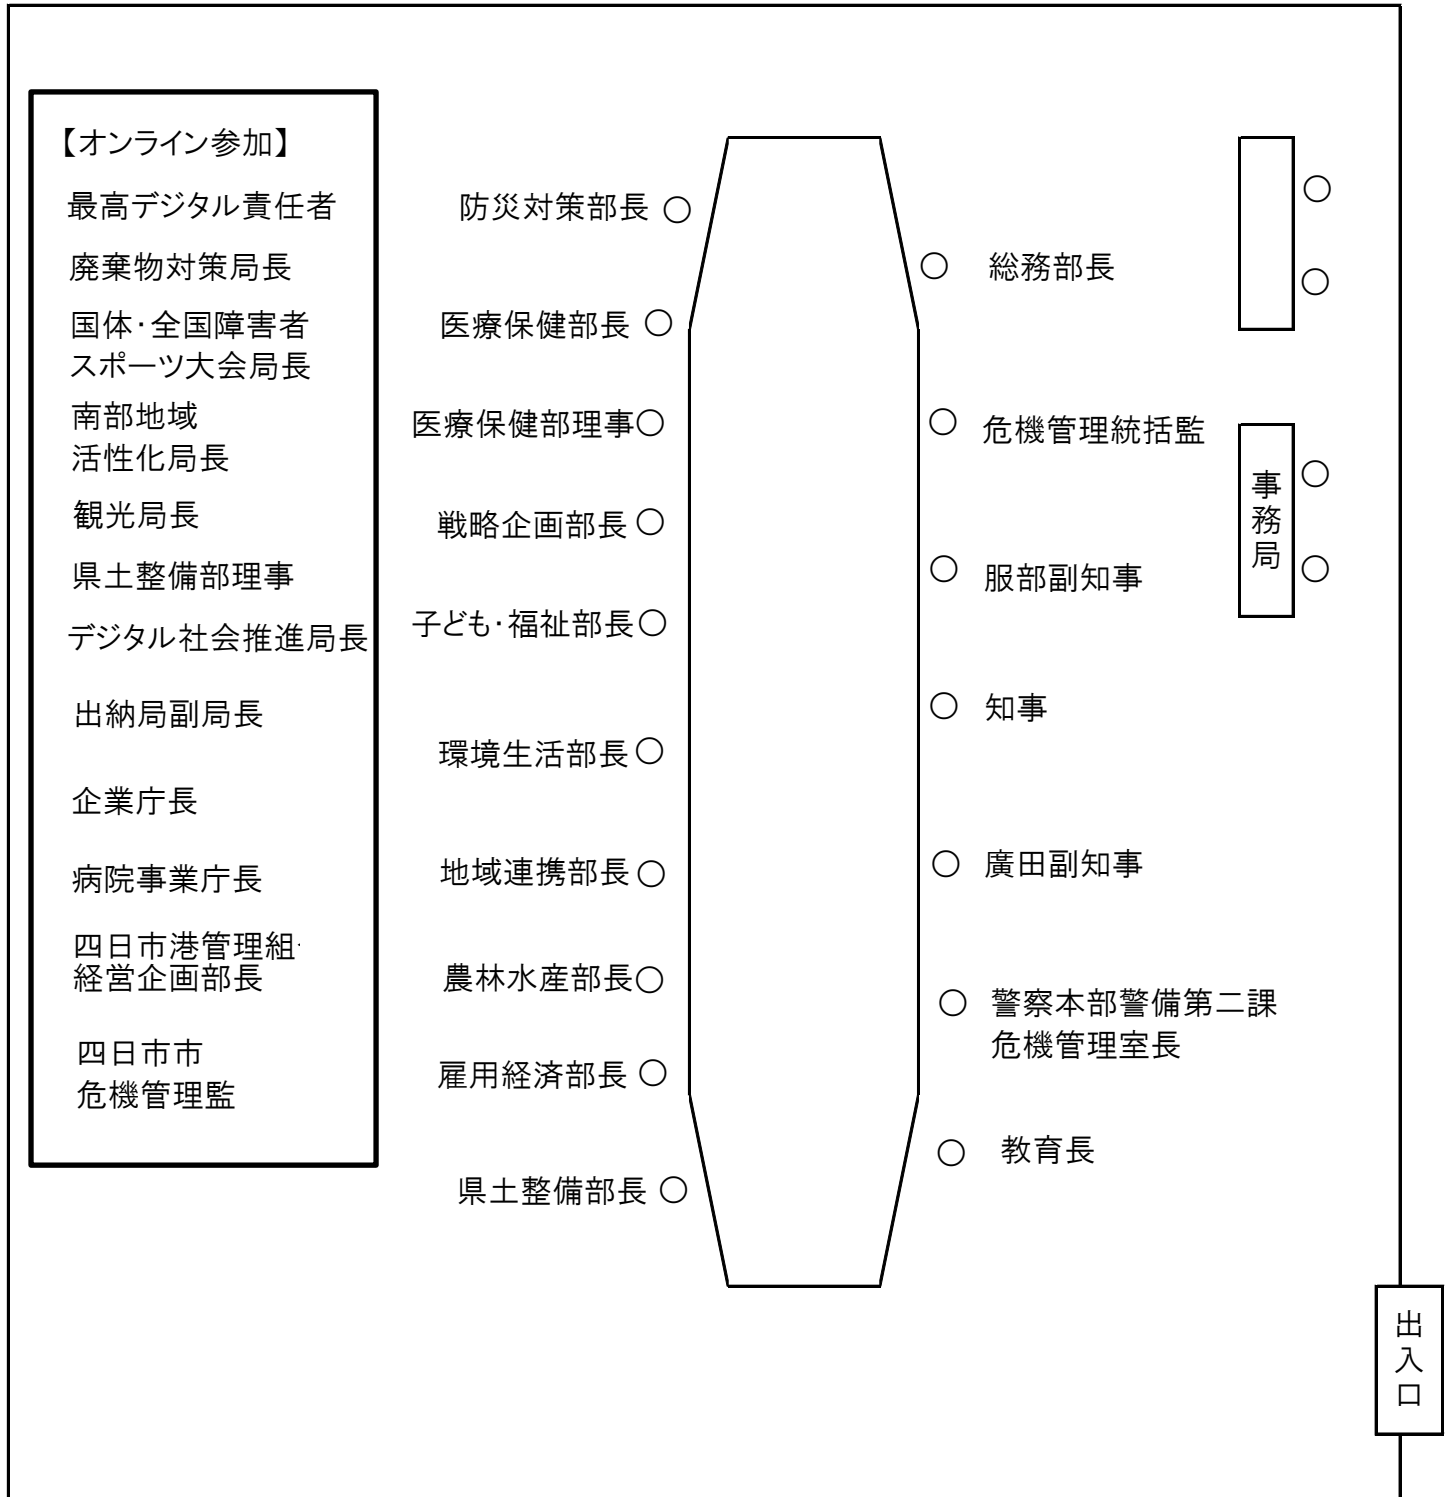 【オンライン参加】
最高デジタル責任者
廃棄物対策局長
国体・全国障害者
スポーツ大会局長
南部地域
活性化局長
観光局長
県土整備部理事
デジタル社会推進局長
出納局副局長
企業庁長
病院事業庁長
四日市港管理組
経営企画部長
四日市市
危機管理監
防災対策部長
医療保健部長
医療保健部理事
戦略企画部長
子ども・福祉部長
環境生活部長
地域連携部長
農林水産部長
雇用経済部長
県土整備部長
総務部長
危機管理統括監
服部副知事
知事
廣田副知事
警察本部警備第二課
危機管理室長
教育長
事務局
出入口